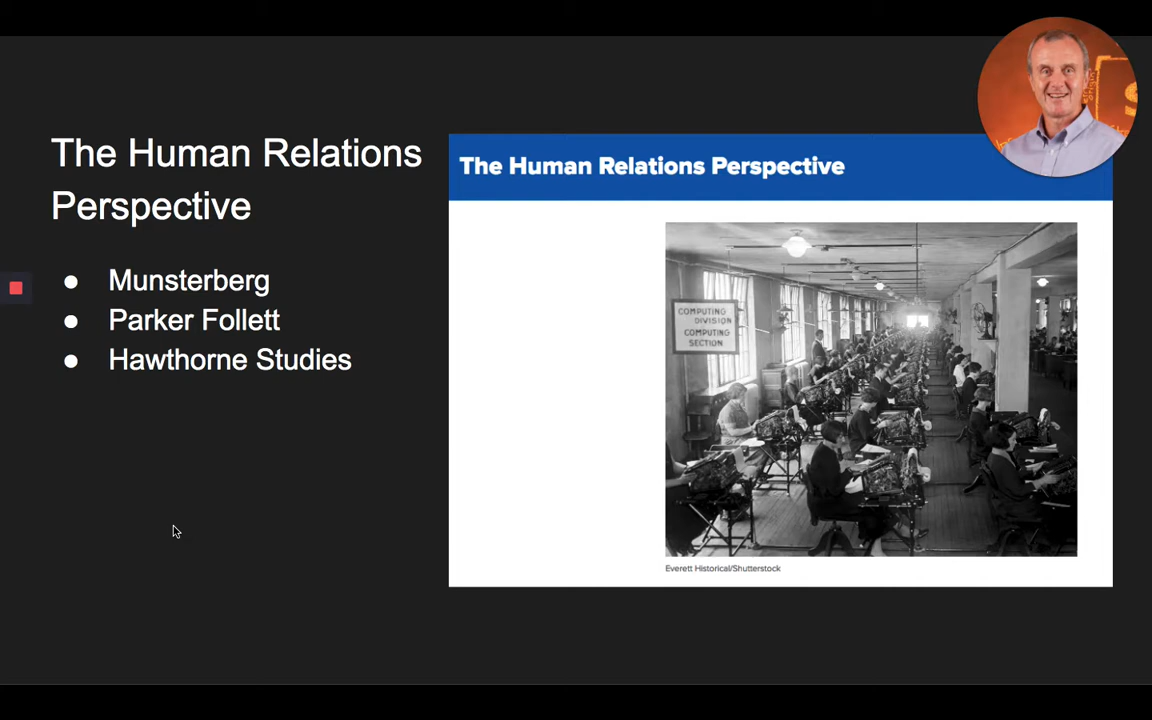 The Human Relations
Perspective
● Munsterberg
● Parker Follett
● Hawthorne Studies
The Human Relations Perspective
COMPUTING
DIVISION
COMPUTING
SECTION
Everett Historical/Shutterstock